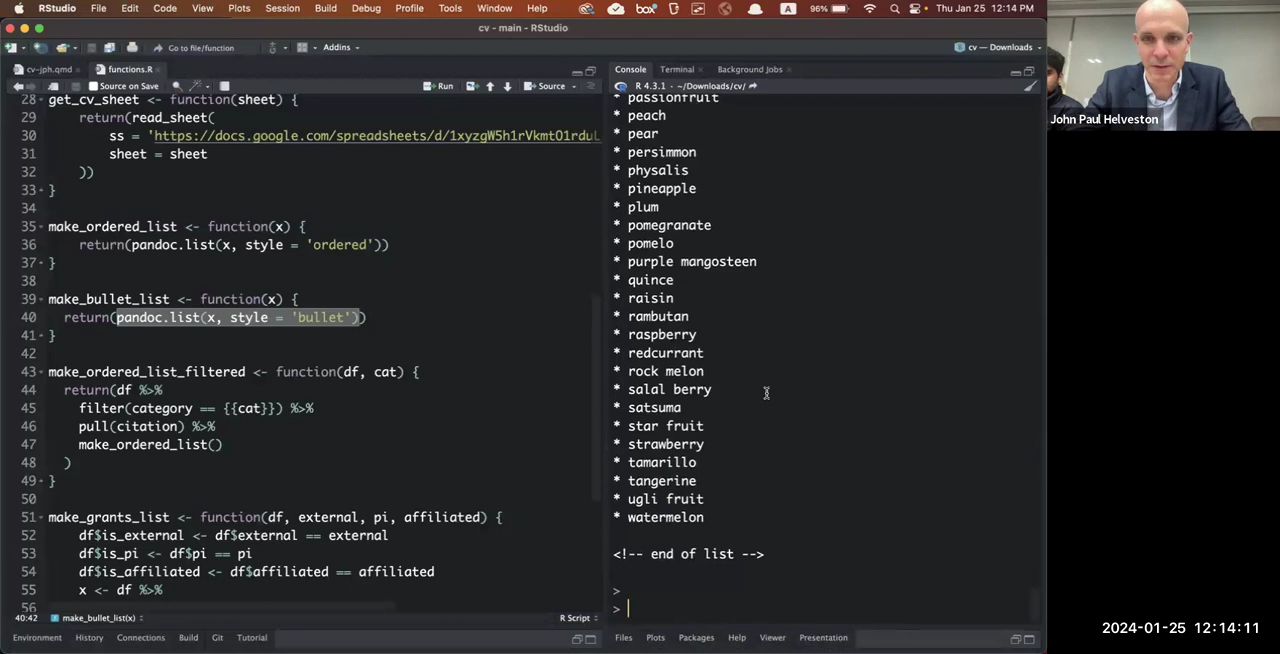 RStudio File Edit Code View Plots Session Build Debug Profile Tools Window Help box A 96% Thu Jan 25 12:14 PM
cv - main - RStudio
Go to file/function Addins cv — Downloads
cv-jph.qmd functions.R
Source on Save Run Source
28 get_cv_sheet <- function(sheet) {
29 return(read_sheet(
30 ss = 'https://docs.google.com/spreadsheets/d/1xyzgW5h1rVkmtO1rduL
31 sheet = sheet
32 ))
33 }
34
35 make_ordered_list <- function(x) {
36 return(pandoc.list(x, style = 'ordered'))
37 }
38
39 make_bullet_list <- function(x) {
40 return(pandoc.list(x, style = 'bullet'))
41 }
42
43 make_ordered_list_filtered <- function(df, cat) {
44 return(df %>%
45 filter(category == {{cat}}) %>%
46 pull(citation) %>%
47 make_ordered_list()
48 )
49 }
50
51 make_grants_list <- function(df, external, pi, affiliated) {
52 df$is_external <- df$external == external
53 df$is_pi <- df$pi == pi
54 df$is_affiliated <- df$affiliated == affiliated
55 x <- df %>%
56
40:42 make_bullet_list(x) R Script
Environment History Connections Build Git Tutorial
Console Terminal Background Jobs
R 4.3.1 · ~/Downloads/cv/
* passionfruit
* peach
* pear
* persimmon
* physalis
* pineapple
* plum
* pomegranate
* pomelo
* purple mangosteen
* quince
* raisin
* rambutan
* raspberry
* redcurrant
* rock melon
* salal berry
* satsuma
* star fruit
* strawberry
* tamarillo
* tangerine
* ugli fruit
* watermelon
<!-- end of list -->
>
>
Files Plots Packages Help Viewer Presentation
John Paul Helveston
2024-01-25 12:14:11